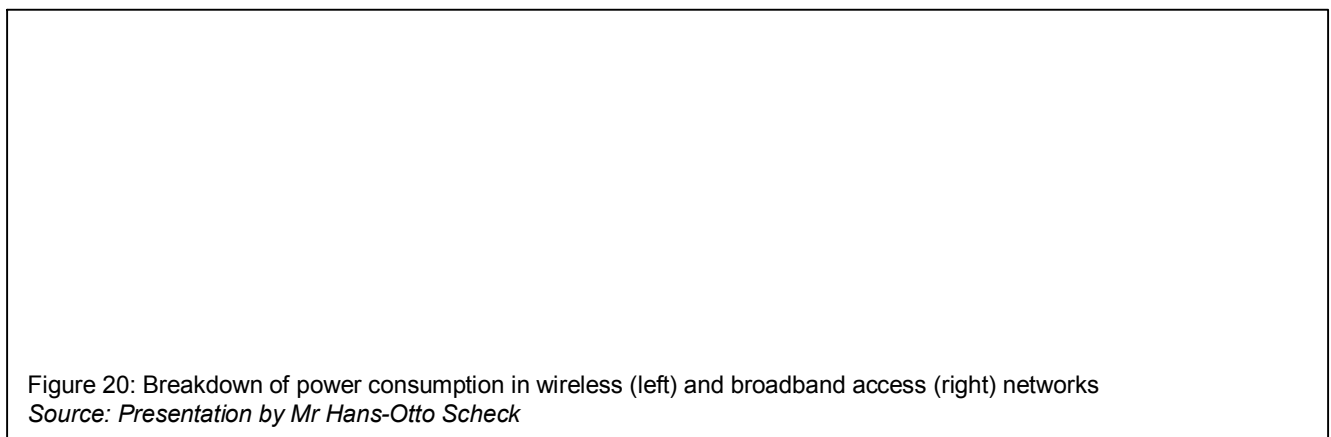 Figure 20: Breakdown of power consumption in wireless (left) and broadband access (right) networks
Source: Presentation by Mr Hans-Otto Scheck